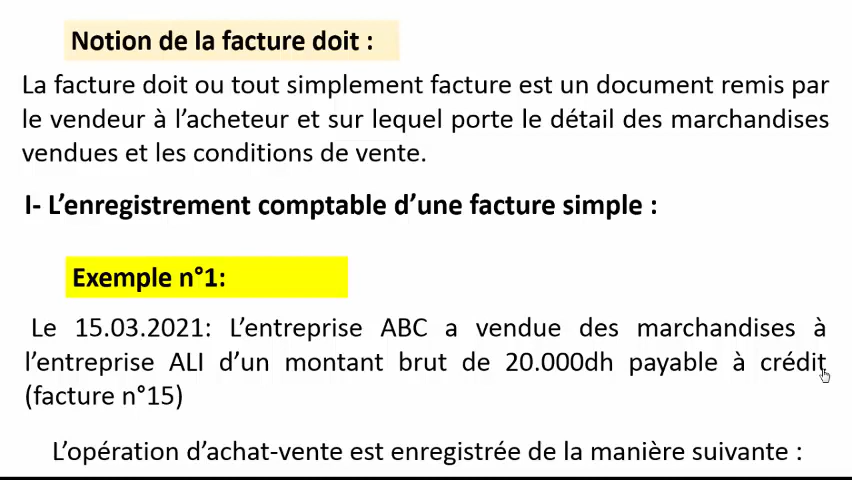 Notion de la facture doit :
La facture doit ou tout simplement facture est un document remis par
le vendeur à l’acheteur et sur lequel porte le détail des marchandises
vendues et les conditions de vente.
I- L’enregistrement comptable d’une facture simple :
Exemple n°1:
Le 15.03.2021: L’entreprise ABC a vendue des marchandises à
l’entreprise ALI d’un montant brut de 20.000dh payable à crédit
(facture n°15)
L’opération d’achat-vente est enregistrée de la manière suivante :